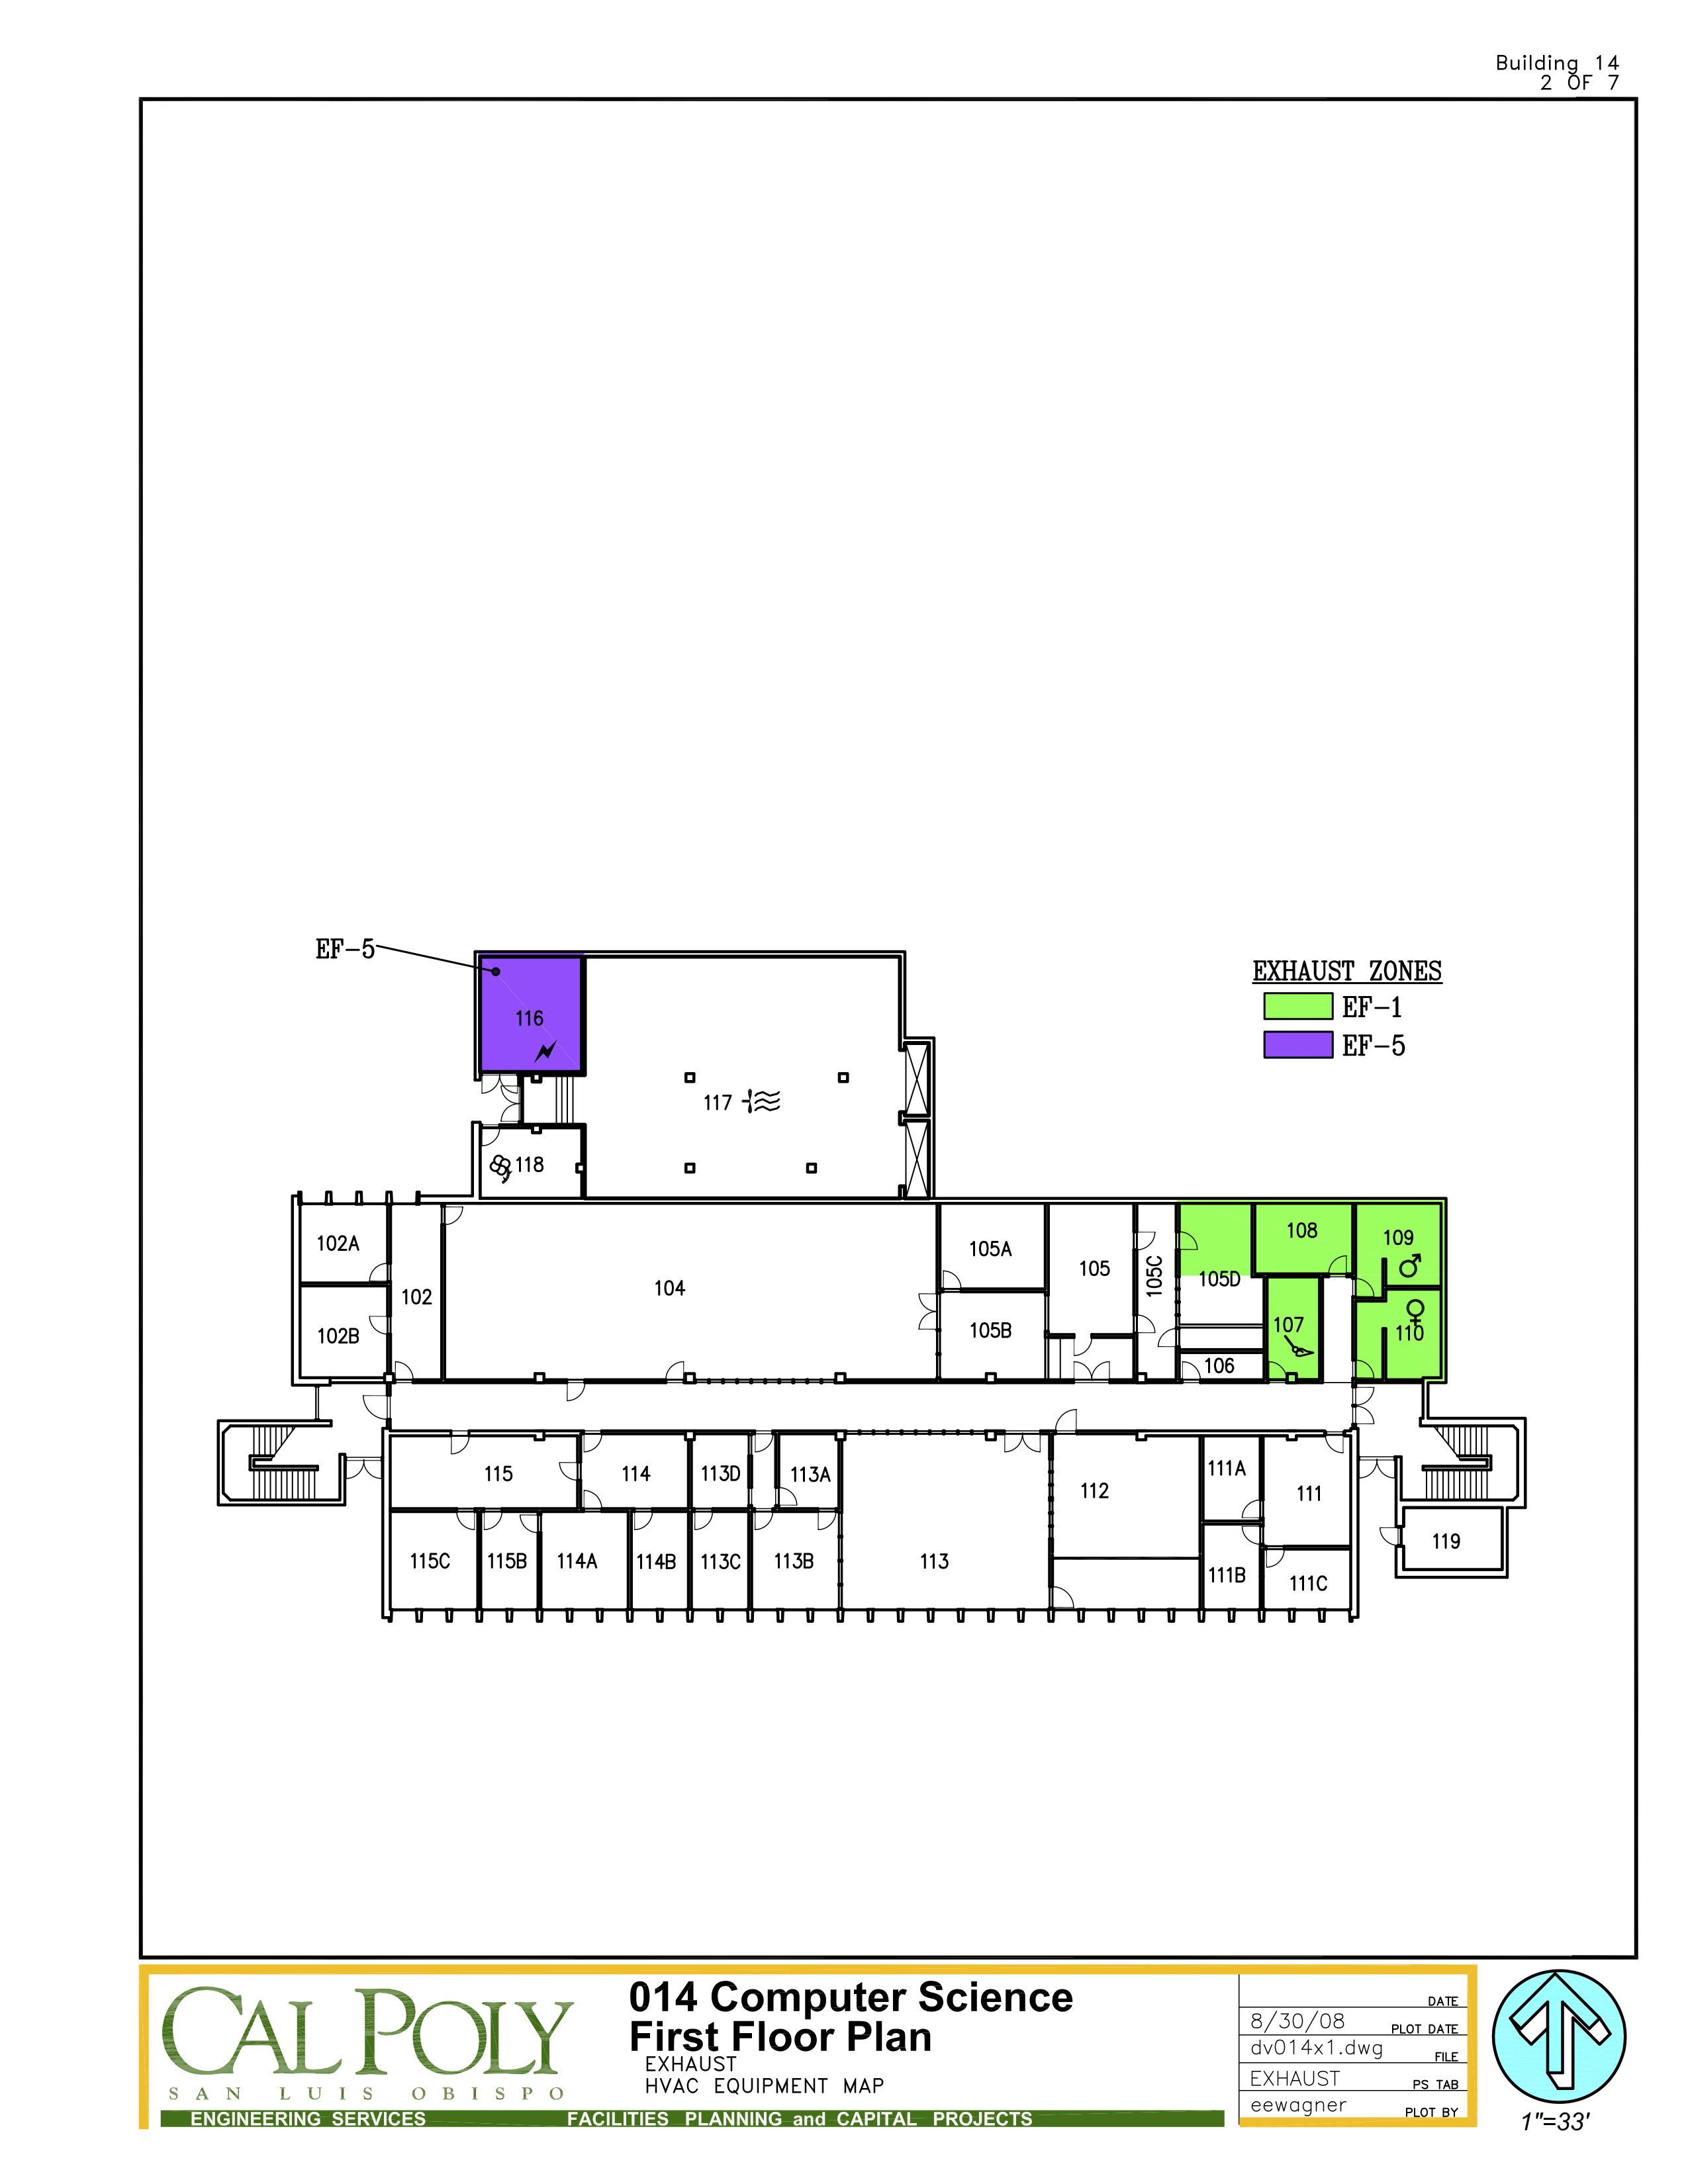 Building 14
2 OF 7
EF-5
EXHAUST ZONES
EF-1
EF-5
116
117
118
102A
102B
102
104
105A
105B
105
105C
105D
106
107
108
109
110
115
114
113D
113A
112
111A
111
115C
115B
114A
114B
113C
113B
113
111B
111C
119
CAL POLY
SAN LUIS OBISPO
014 Computer Science
First Floor Plan
EXHAUST
HVAC EQUIPMENT MAP
ENGINEERING SERVICES FACILITIES PLANNING and CAPITAL PROJECTS
DATE
8/30/08 PLOT DATE
dv014x1.dwg FILE
EXHAUST PS TAB
eewagner PLOT BY
1"=33'